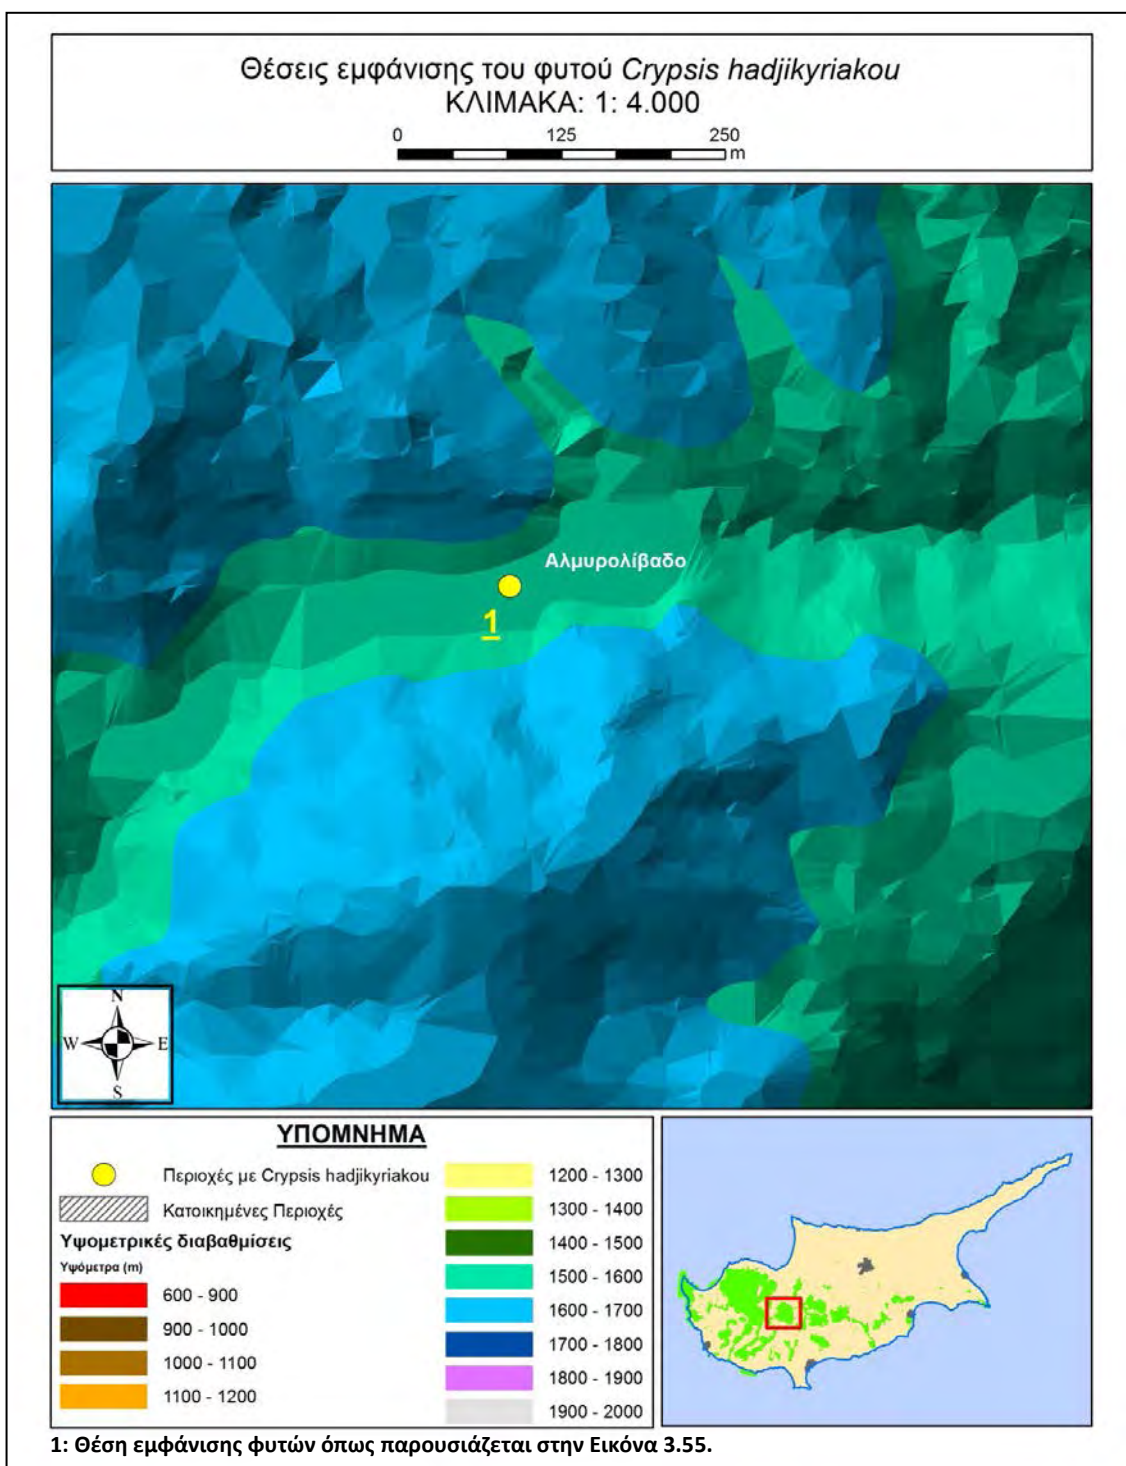 Θέσεις εμφάνισης του φυτού Crypsis hadjikyriakou
ΚΛΙΜΑΚΑ: 1: 4.000
0 125 250
m
Αλμυρολίβαδο
1
N
W E
S
ΥΠΟΜΝΗΜΑ
Περιοχές με Crypsis hadjikyriakou
Κατοικημένες Περιοχές
Υψομετρικές διαβαθμίσεις
Υψόμετρα (m)
600 - 900
900 - 1000
1000 - 1100
1100 - 1200
1200 - 1300
1300 - 1400
1400 - 1500
1500 - 1600
1600 - 1700
1700 - 1800
1800 - 1900
1900 - 2000
1: Θέση εμφάνισης φυτών όπως παρουσιάζεται στην Εικόνα 3.55.